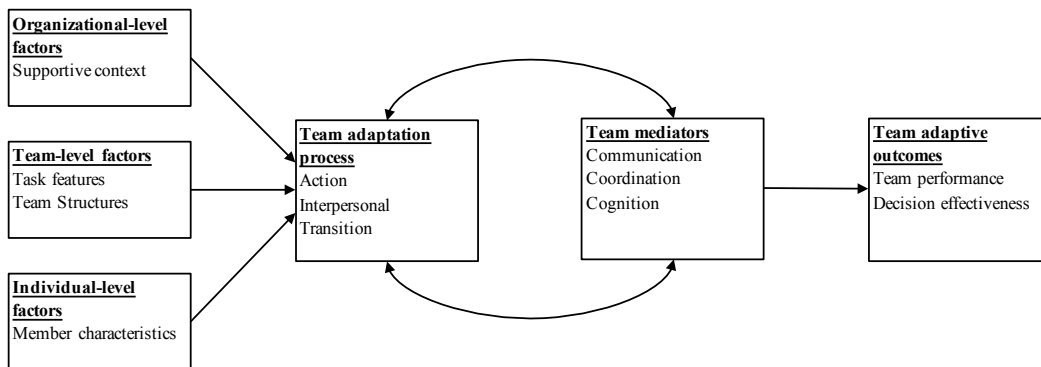 Organizational-level
factors
Supportive context
Team-level factors
Task features
Team Structures
Individual-level
factors
Member characteristics
Team adaptation
process
Action
Interpersonal
Transition
Team mediators
Communication
Coordination
Cognition
Team adaptive
outcomes
Team performance
Decision effectiveness